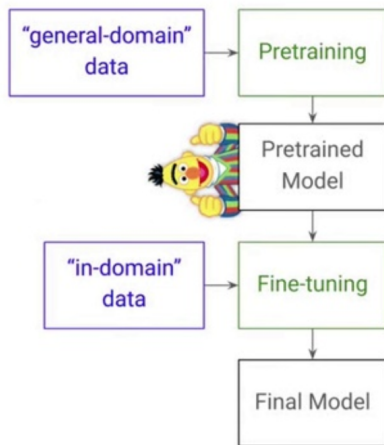 “general-domain”
data
Pretraining
Pretrained
Model
“in-domain”
data
Fine-tuning
Final Model